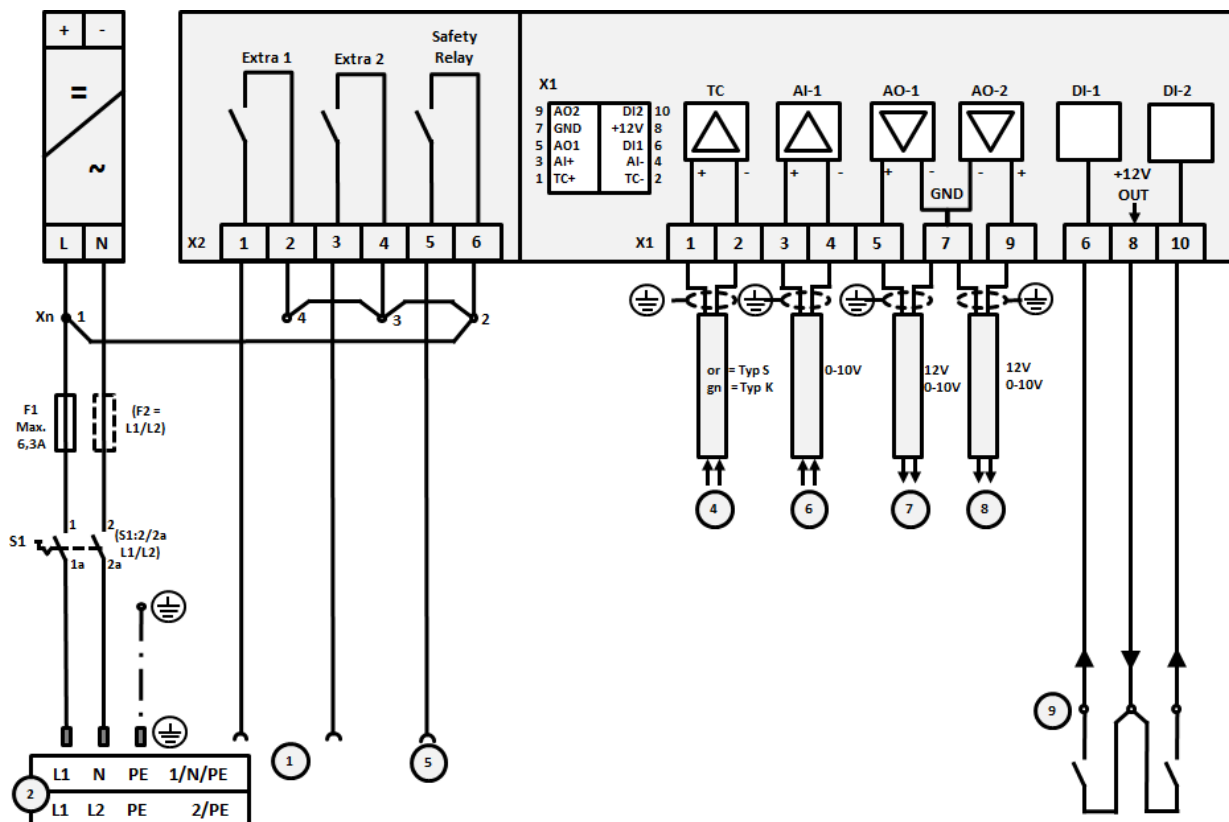 + -
=
~
L N
Extra 1
Extra 2
Safety
Relay
X2 1 2 3 4 5 6
X1
9 AO2 DI2 10
7 GND +12V 8
5 AO1 DI1 6
3 AI+ AI- 4
1 TC+ TC- 2
TC AI-1 AO-1 AO-2 DI-1 DI-2
+ - + - + - - +
GND
+12V
OUT
X1 1 2 3 4 5 7 9 6 8 10
Xn 1 4 3 2
F1
Max.
6,3A
(F2 =
L1/L2)
or = Typ S
gn = Typ K
0-10V
12V
0-10V
12V
0-10V
4 6 7 8
S1
1 2
1a 2a
(S1:2/2a
L1/L2)
9
1
5
2
L1 N PE 1/N/PE
L1 L2 PE 2/PE